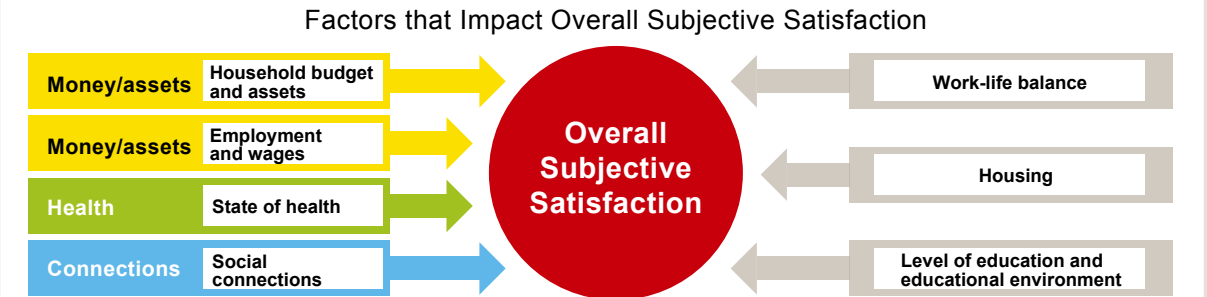 Factors that Impact Overall Subjective Satisfaction
Money/assets
Household budget
and assets
Money/assets
Employment
and wages
Health
State of health
Connections
Social
connections
Overall
Subjective
Satisfaction
Work-life balance
Housing
Level of education and
educational environment